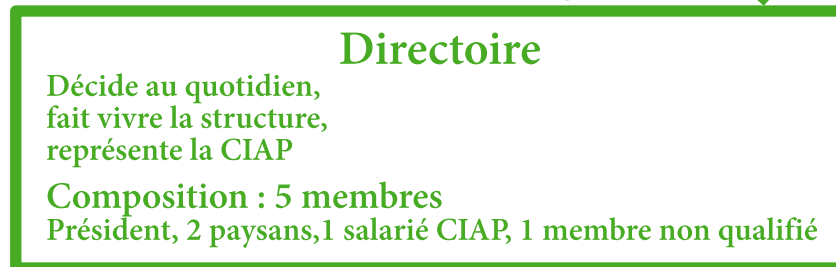 Directoire
Décide au quotidien,
fait vivre la structure,
représente la CIAP
Composition : 5 membres
Président, 2 paysans,1 salarié CIAP, 1 membre non qualifié